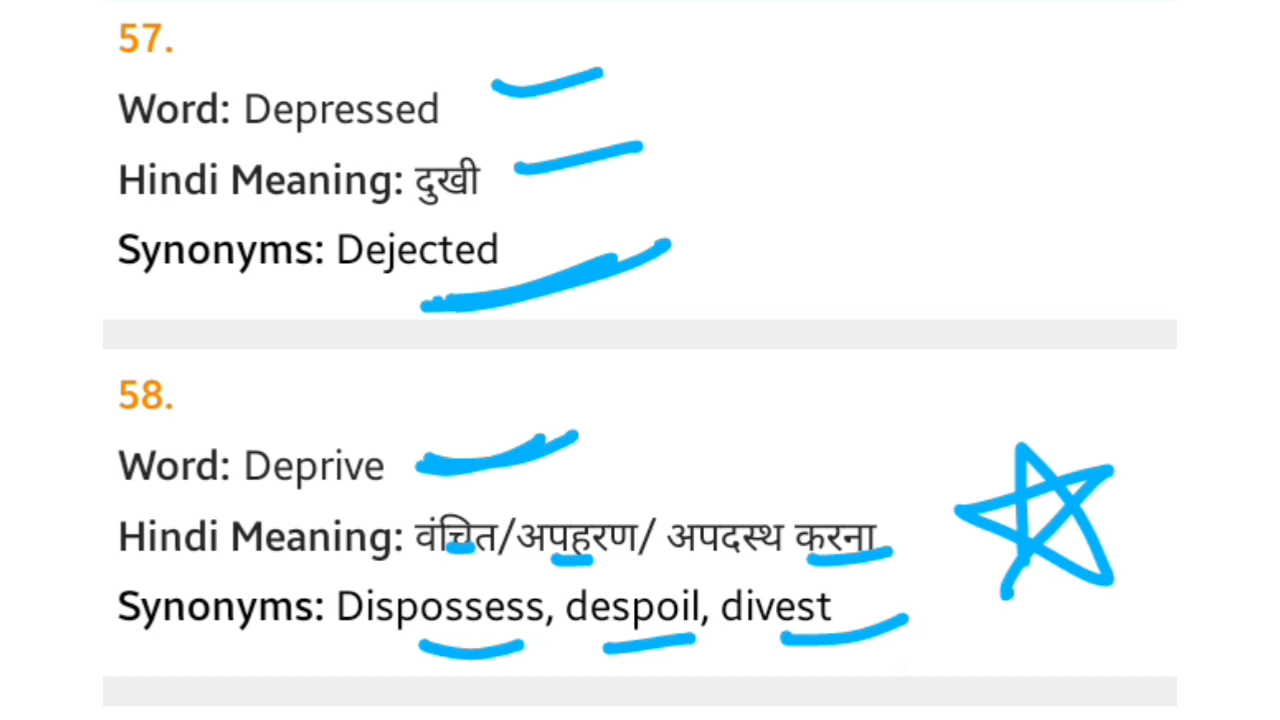 57.
Word: Depressed
Hindi Meaning: दुखी
Synonyms: Dejected
58.
Word: Deprive
Hindi Meaning: वंचित/अपहरण/ अपदस्थ करना
Synonyms: Dispossess, despoil, divest